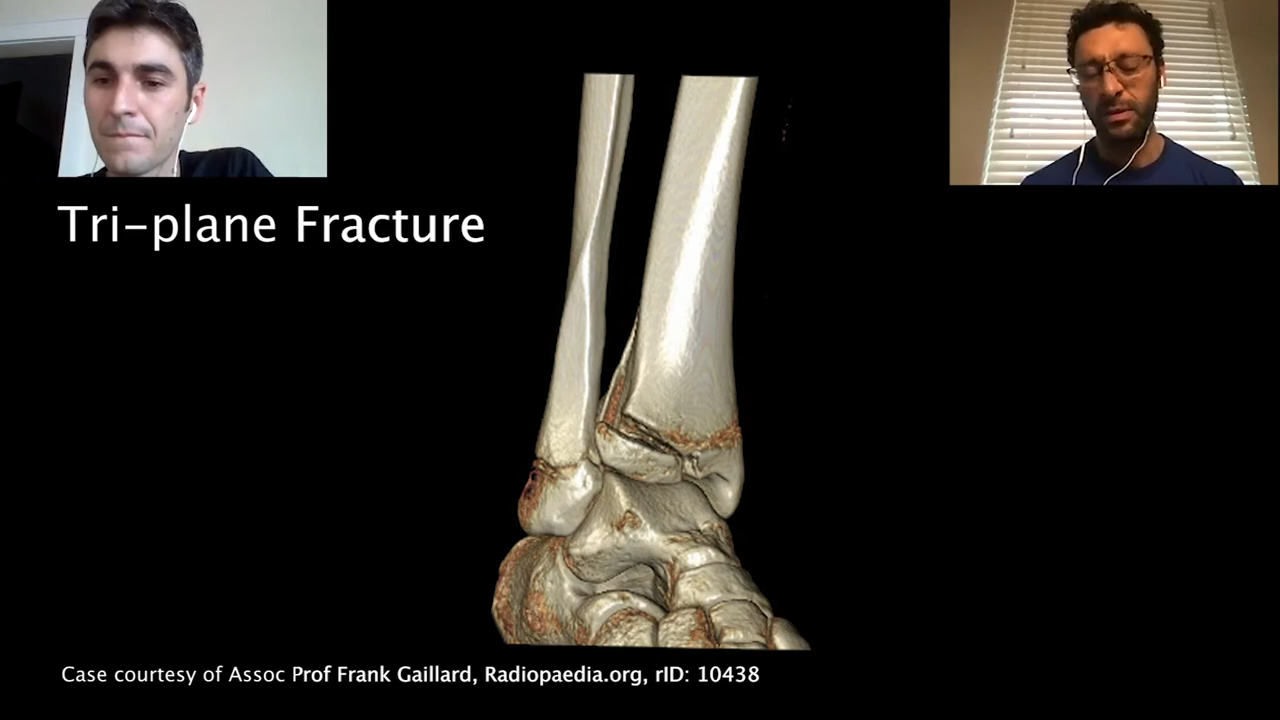 Tri-plane Fracture
Case courtesy of Assoc Prof Frank Gaillard, Radiopaedia.org, rID: 10438